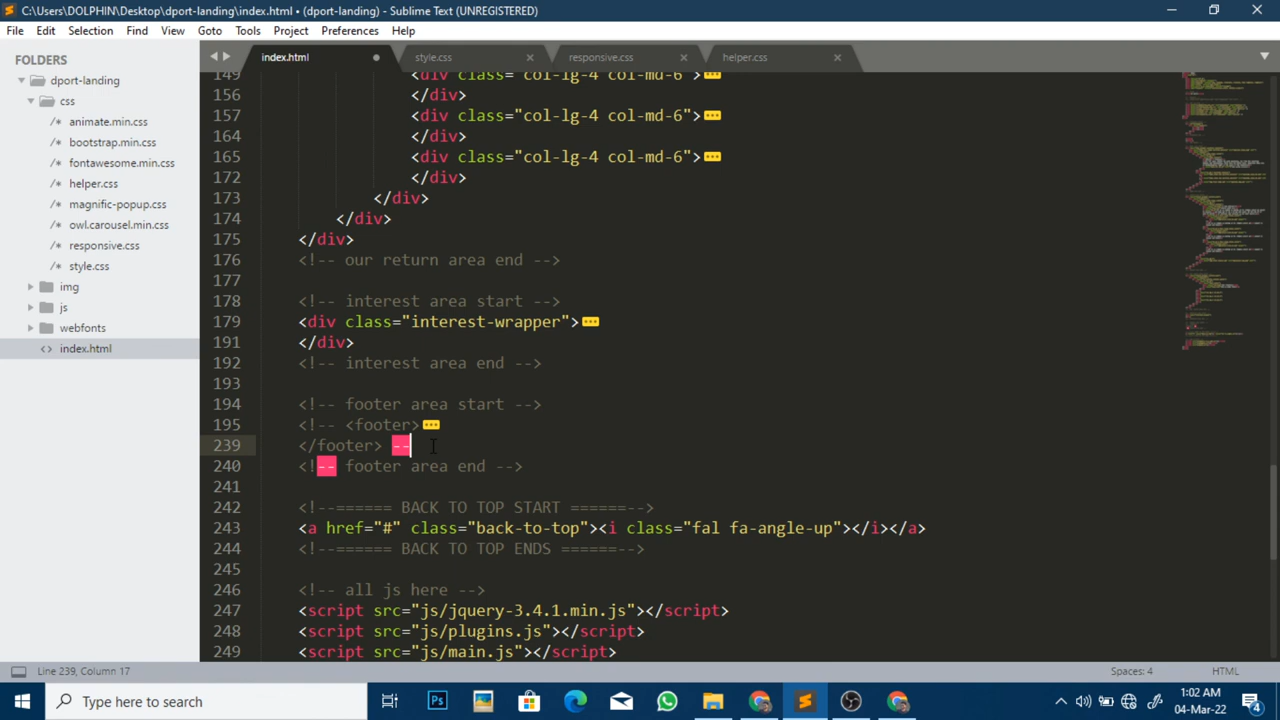 C:\Users\DOLPHIN\Desktop\dport-landing\index.html • (dport-landing) - Sublime Text (UNREGISTERED)
File Edit Selection Find View Goto Tools Project Preferences Help
FOLDERS
dport-landing
css
/* animate.min.css
/* bootstrap.min.css
/* fontawesome.min.css
/* helper.css
/* magnific-popup.css
/* owl.carousel.min.css
/* responsive.css
/* style.css
img
js
webfonts
<> index.html
index.html style.css responsive.css helper.css
149 <div class="col-lg-4 col-md-6">
156 </div>
157 <div class="col-lg-4 col-md-6">
164 </div>
165 <div class="col-lg-4 col-md-6">
172 </div>
173 </div>
174 </div>
175 </div>
176 <!-- our return area end -->
177
178 <!-- interest area start -->
179 <div class="interest-wrapper">
191 </div>
192 <!-- interest area end -->
193
194 <!-- footer area start -->
195 <!-- <footer>
239 </footer> --
240 <!-- footer area end -->
241
242 <!--====== BACK TO TOP START ======-->
243 <a href="#" class="back-to-top"><i class="fal fa-angle-up"></i></a>
244 <!--====== BACK TO TOP ENDS ======-->
245
246 <!-- all js here -->
247 <script src="js/jquery-3.4.1.min.js"></script>
248 <script src="js/plugins.js"></script>
249 <script src="js/main.js"></script>
Line 239, Column 17 Spaces: 4 HTML
Type here to search
Ps
1:02 AM
04-Mar-22
4